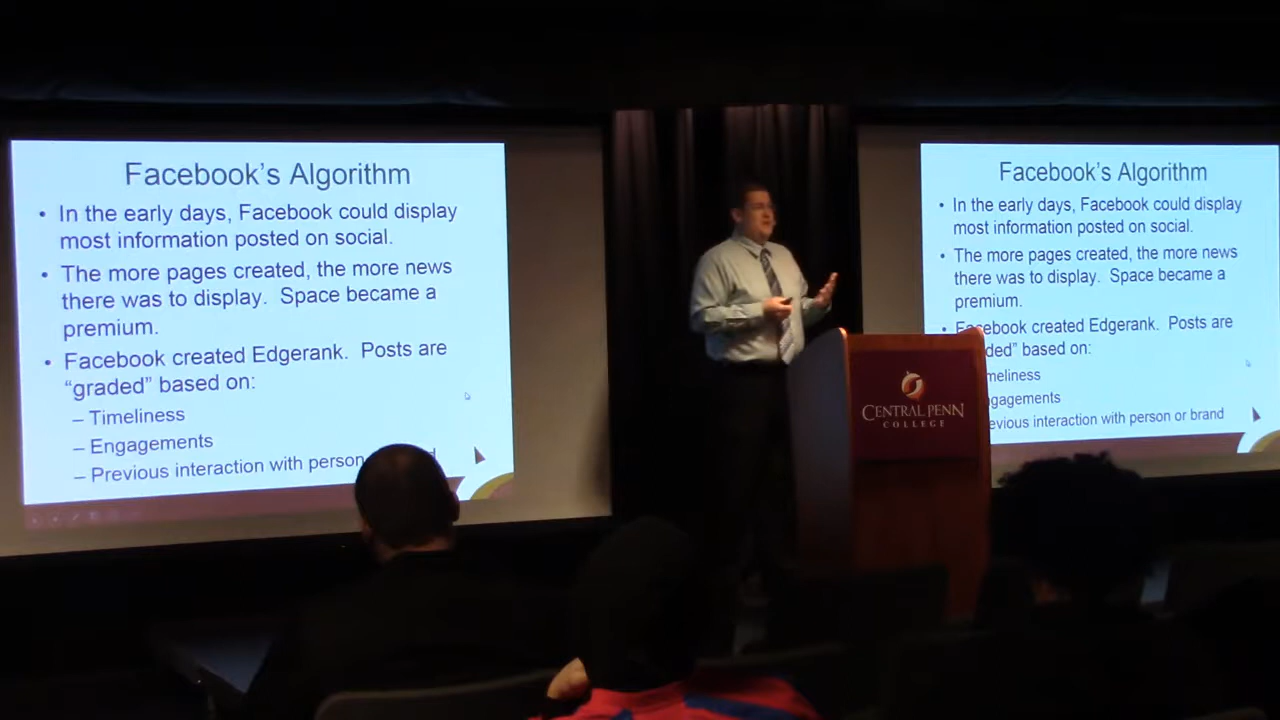 Facebook's Algorithm
• In the early days, Facebook could display
most information posted on social.
• The more pages created, the more news
there was to display. Space became a
premium.
• Facebook created Edgerank. Posts are
“graded” based on:
– Timeliness
– Engagements
– Previous interaction with person
CENTRAL PENN
COLLEGE
Facebook's Algorithm
• In the early days, Facebook could display
most information posted on social.
• The more pages created, the more news
there was to display. Space became a
premium.
• Facebook created Edgerank. Posts are
ded” based on:
meliness
ngagements
evious interaction with person or brand